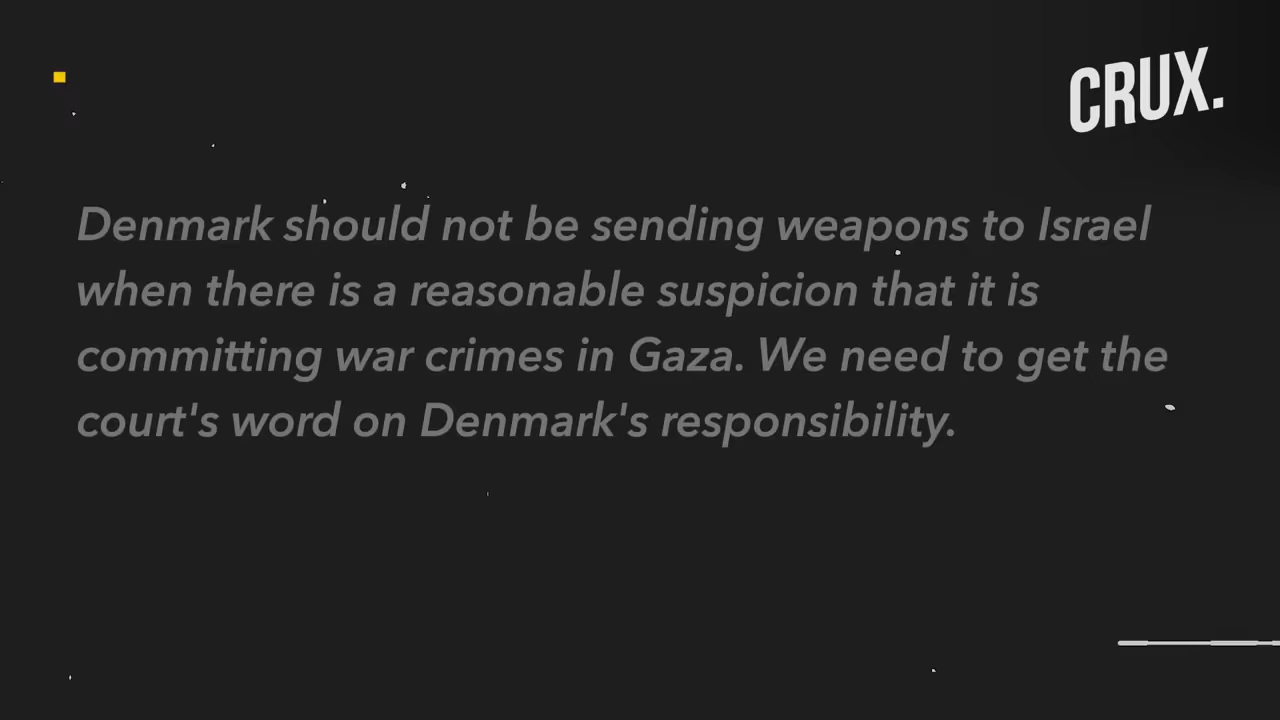 CRUX.
Denmark should not be sending weapons to Israel
when there is a reasonable suspicion that it is
committing war crimes in Gaza. We need to get the
court's word on Denmark's responsibility.